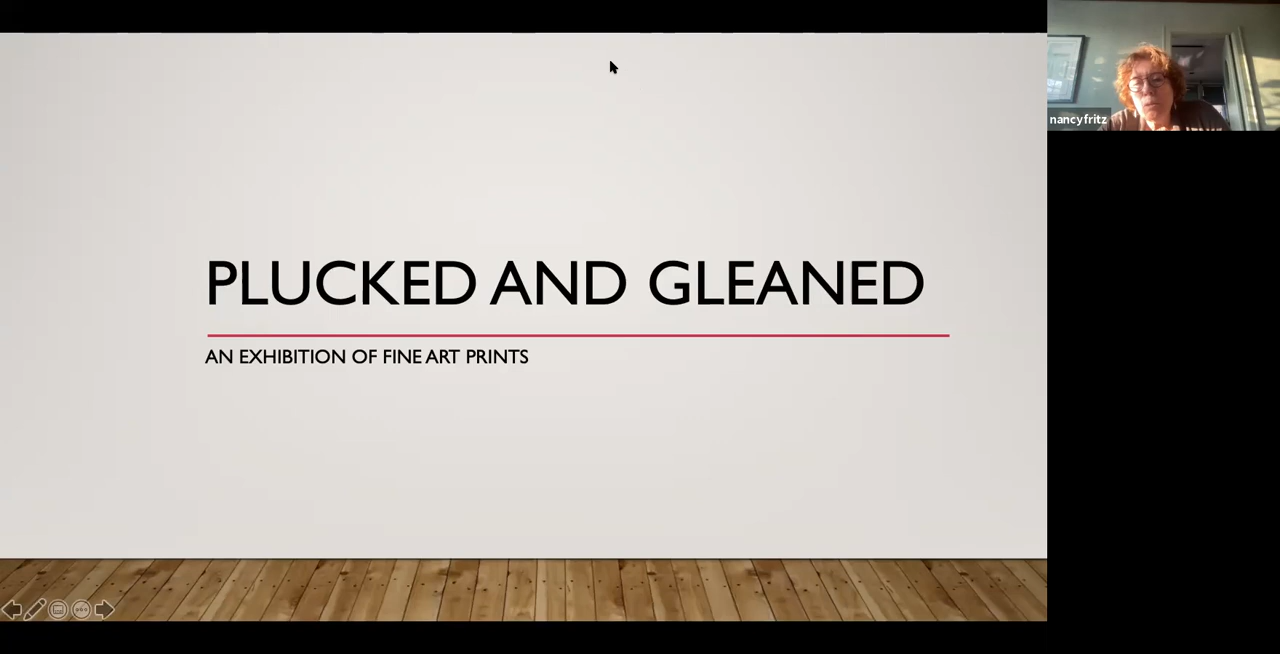 PLUCKED AND GLEANED
AN EXHIBITION OF FINE ART PRINTS
nancyfritz